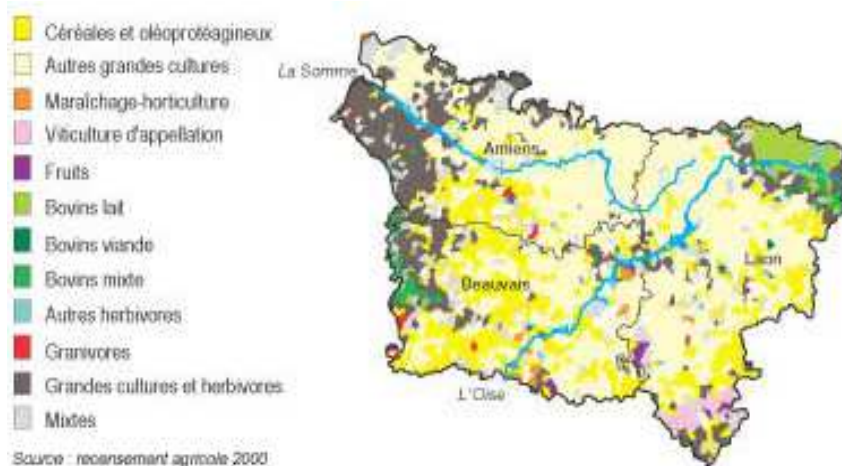 Céréales et oléoprotéagineux
Autres grandes cultures
Maraîchage-horticulture
Viticulture d'appellation
Fruits
Bovins lait
Bovins viande
Bovins mixte
Autres herbivores
Granivores
Grandes cultures et herbivores
Mixtes
Source : recensement agricole 2000
La Somme
Amiens
Laon
Beauvais
L'Oise